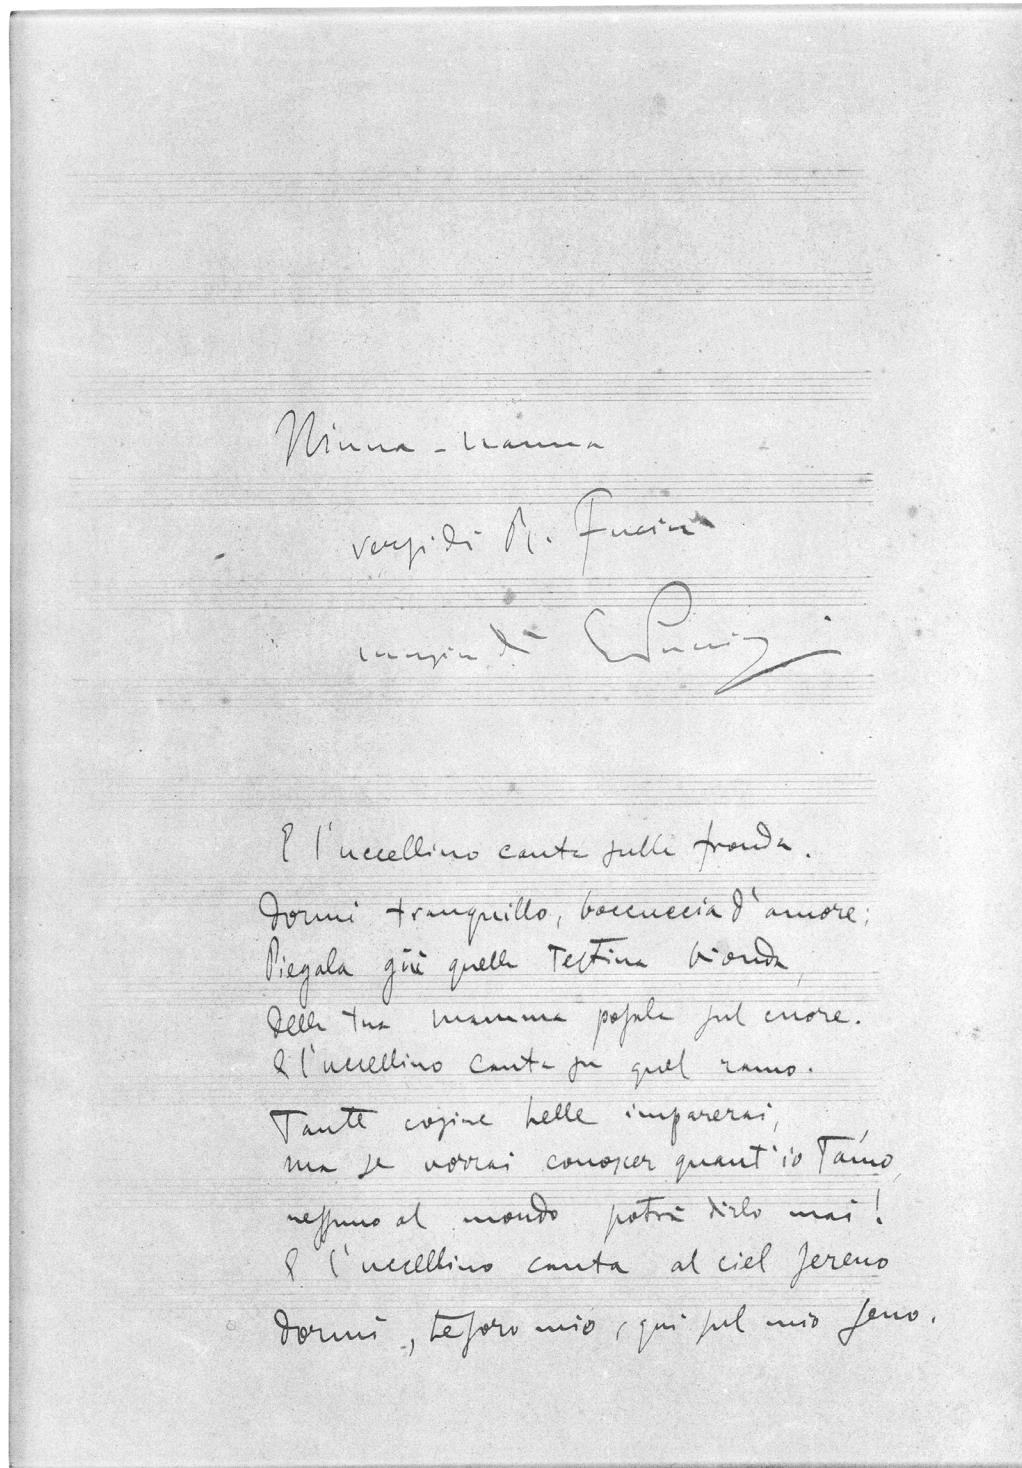 Ninna-nanna
versi di R. Fucini
musica di G Puccini
E l'uccellino canta sulla fronda.
Dormi tranquillo, boccuccia d'amore:
Piegala giù quella testina bionda,
Della tua mamma posala sul cuore.
E l'uccellino canta su quel ramo.
Tante cosine belle imparerai,
ma se vorrai conoscer quant'io t'amo,
nessuno al mondo potrà dirlo mai!
E l'uccellino canta al ciel sereno
Dormi, tesoro mio, qui sul mio seno.